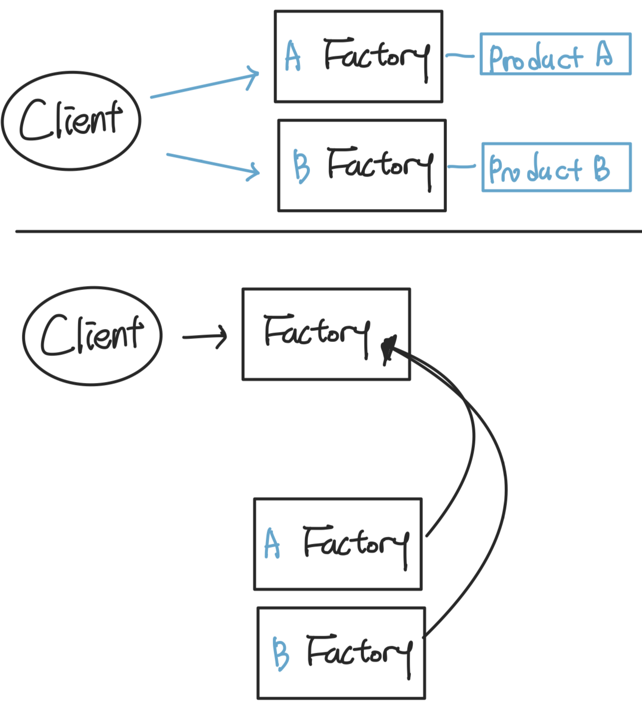 A Factory
Product A
Client
B Factory
Product B
Client
Factory
A Factory
B Factory